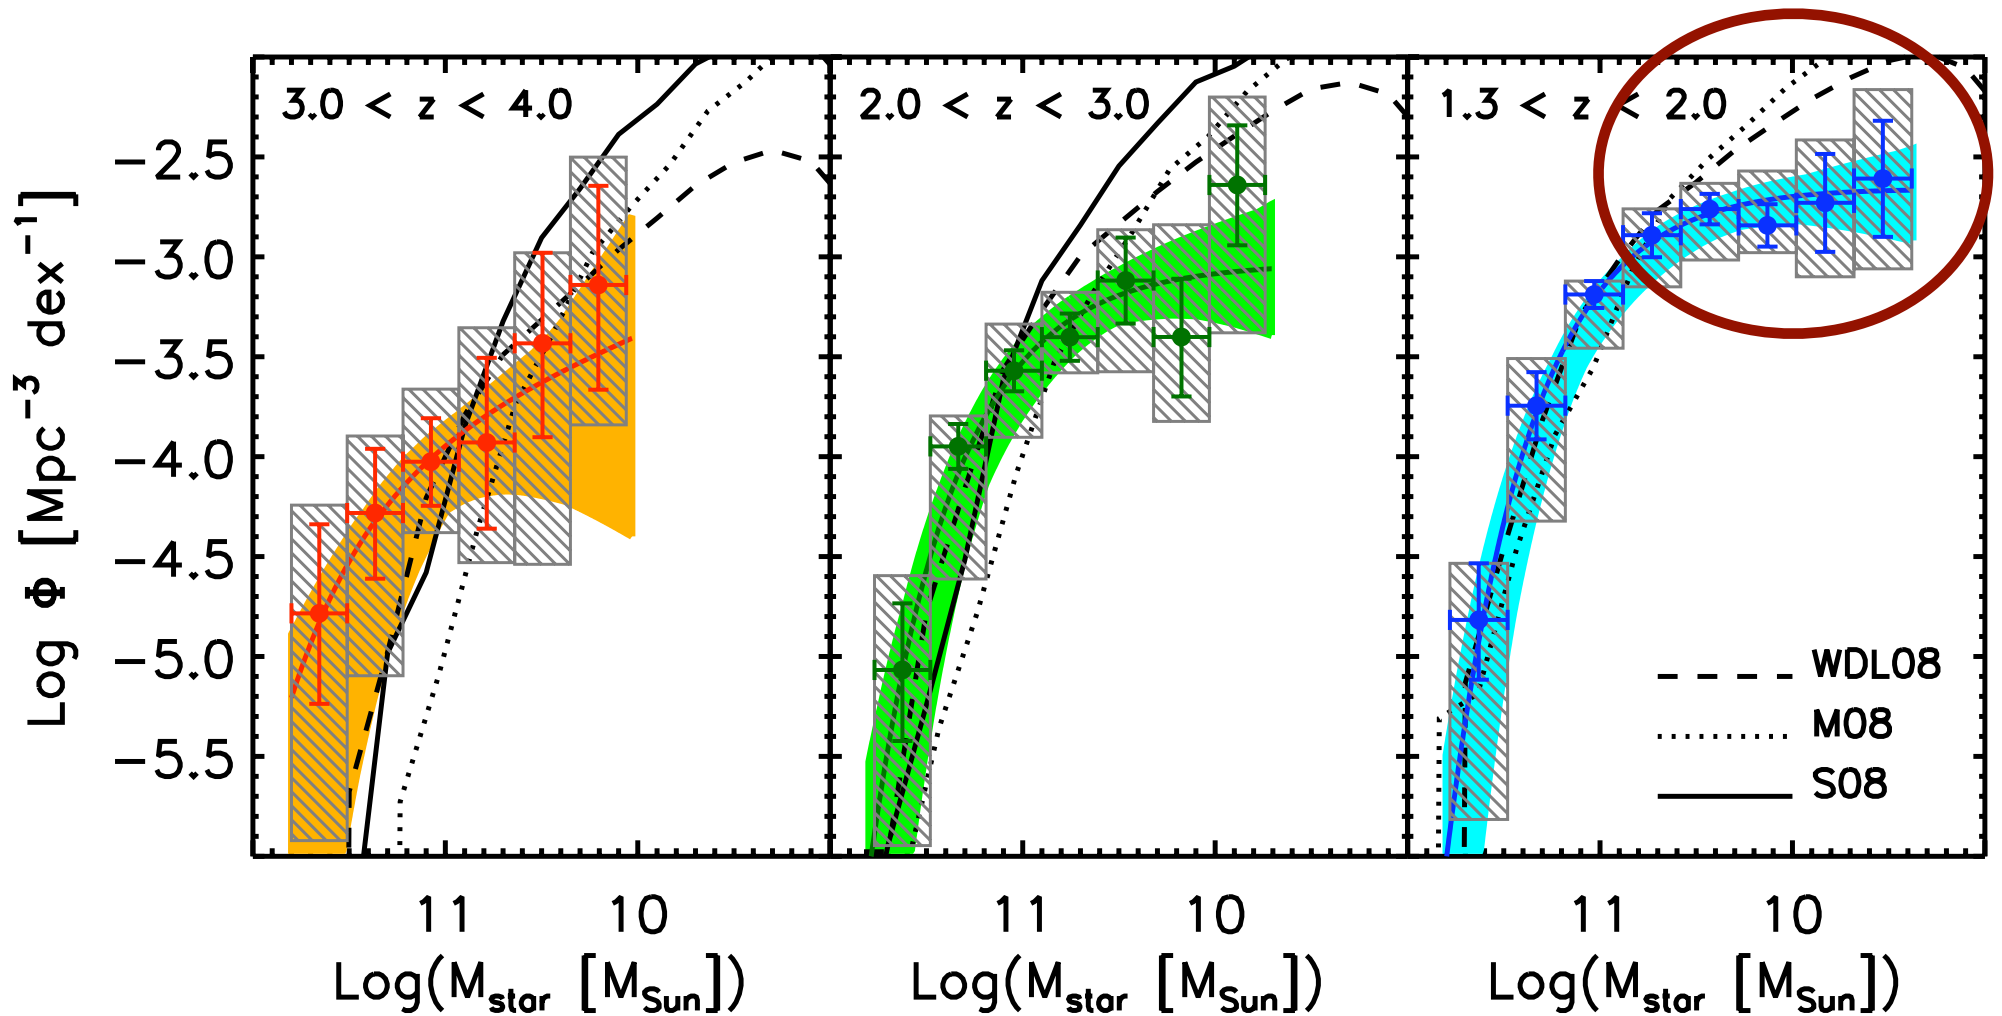 3.0 < z < 4.0
2.0 < z < 3.0
1.3 < z < 2.0
Log Φ [Mpc⁻³ dex⁻¹]
−2.5
−3.0
−3.5
−4.0
−4.5
−5.0
−5.5
WDL08
M08
S08
11 10
11 10
11 10
Log(M_star [M_Sun])
Log(M_star [M_Sun])
Log(M_star [M_Sun])